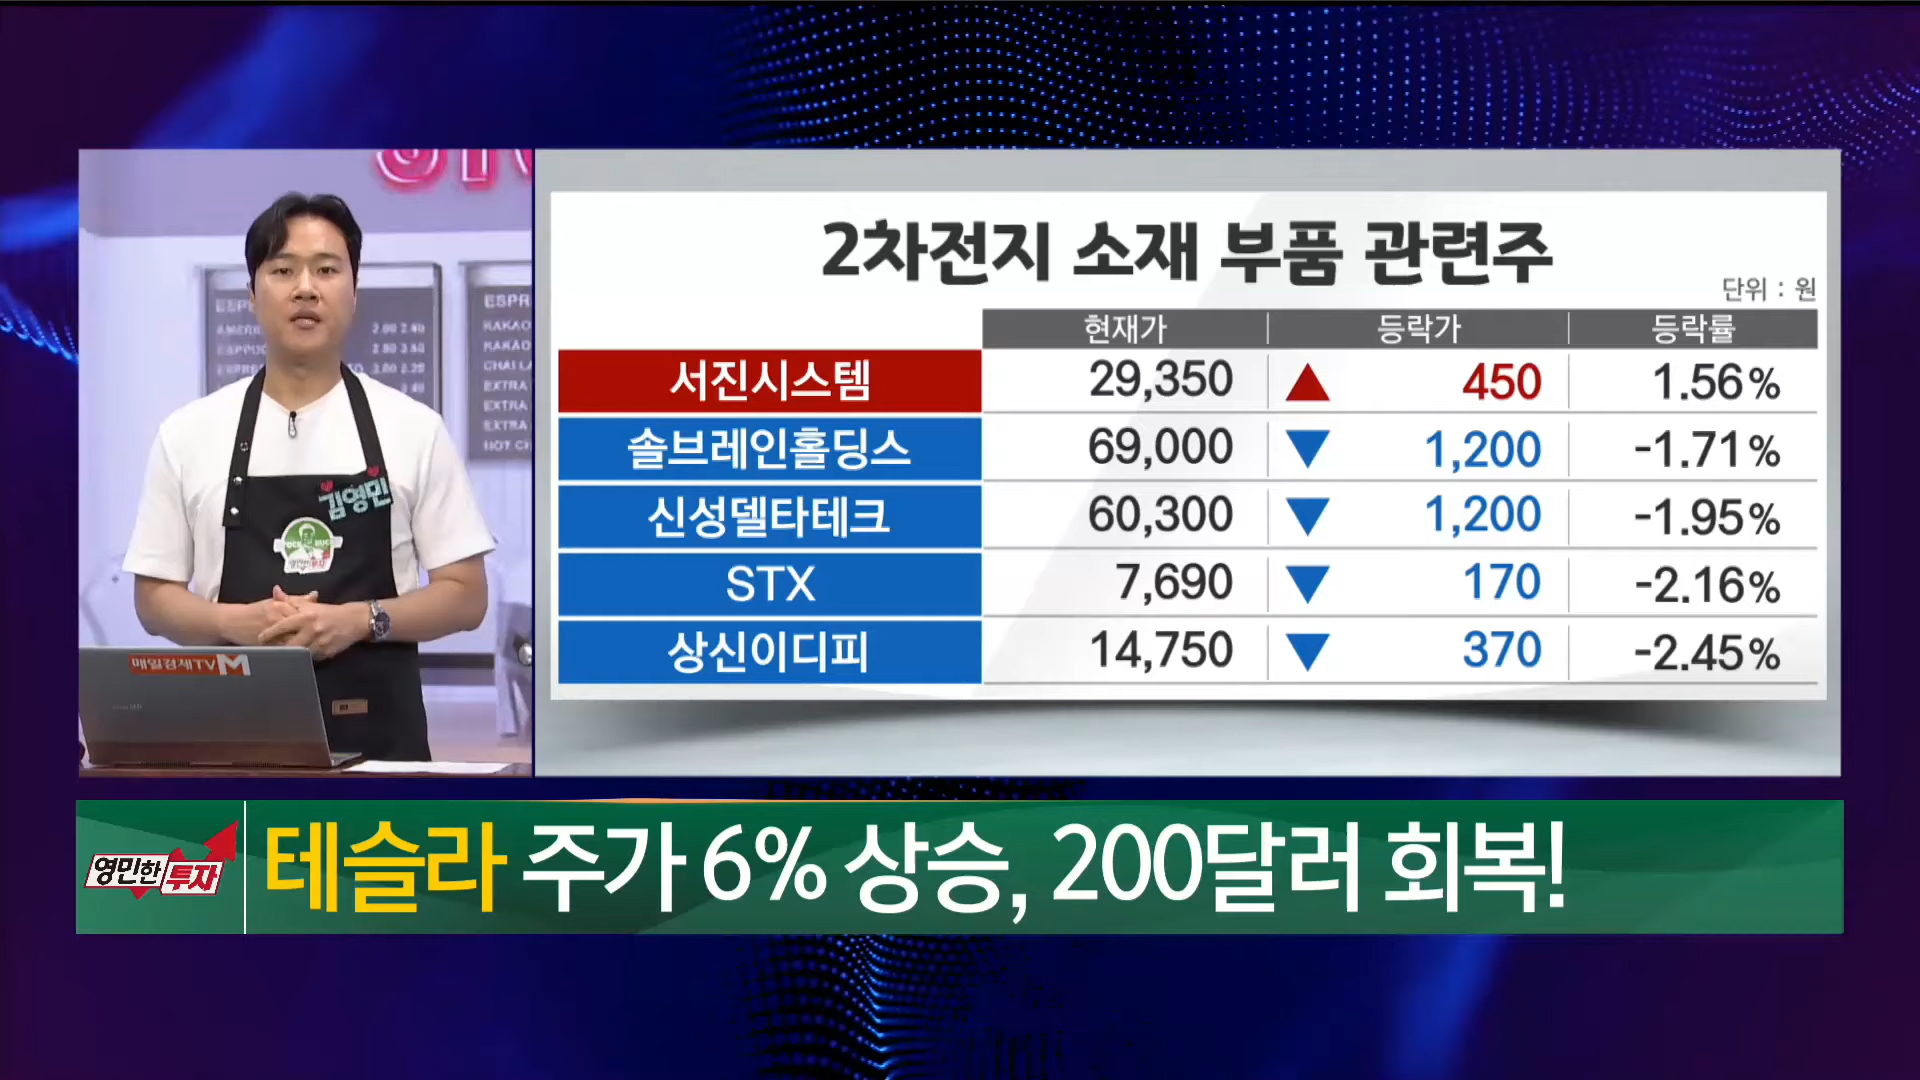 2차전지 소재 부품 관련주
단위 : 원
현재가 등락가 등락률
서진시스템 29,350 ▲ 450 1.56%
솔브레인홀딩스 69,000 ▼ 1,200 -1.71%
신성델타테크 60,300 ▼ 1,200 -1.95%
STX 7,690 ▼ 170 -2.16%
상신이디피 14,750 ▼ 370 -2.45%
김영민
매일경제TV M
영민한 투자
테슬라 주가 6% 상승, 200달러 회복!